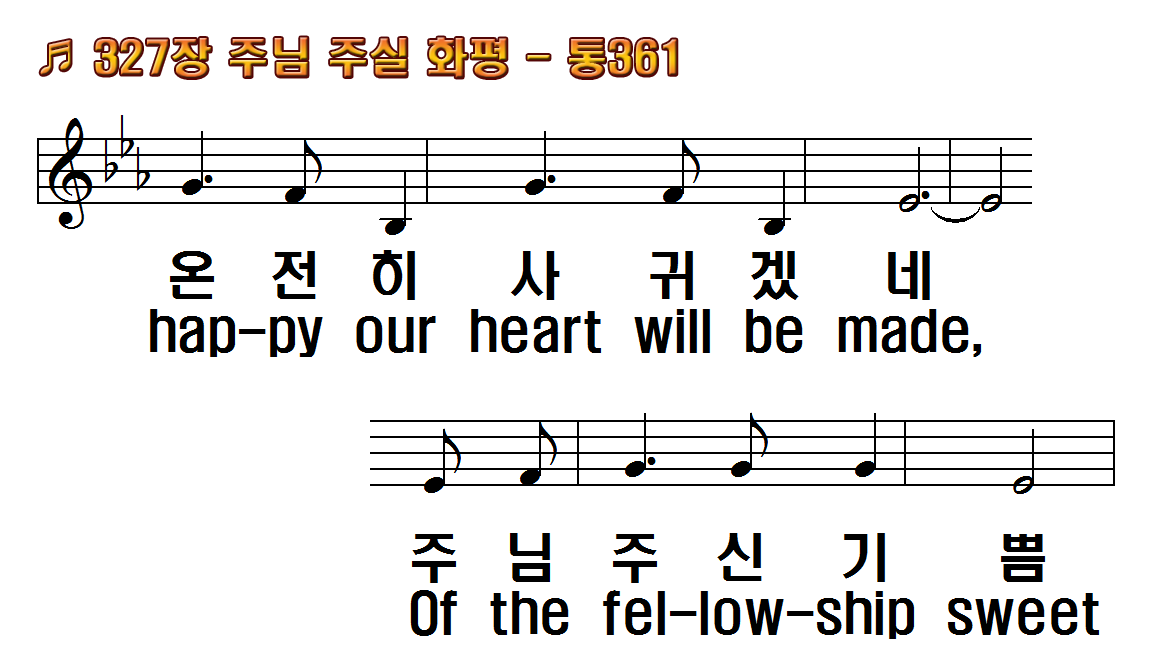 ♬ 327장 주님 주실 화평 - 통361
온 전 히 사 귀 겠 네
hap-py our heart will be made,
주 님 주 신 기 쁨
Of the fel-low-ship sweet